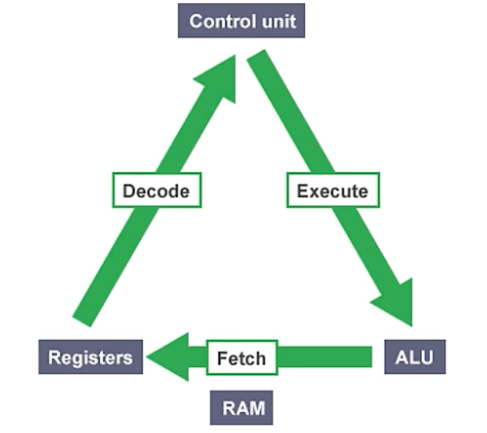 Control unit
Decode
Execute
Registers
Fetch
ALU
RAM